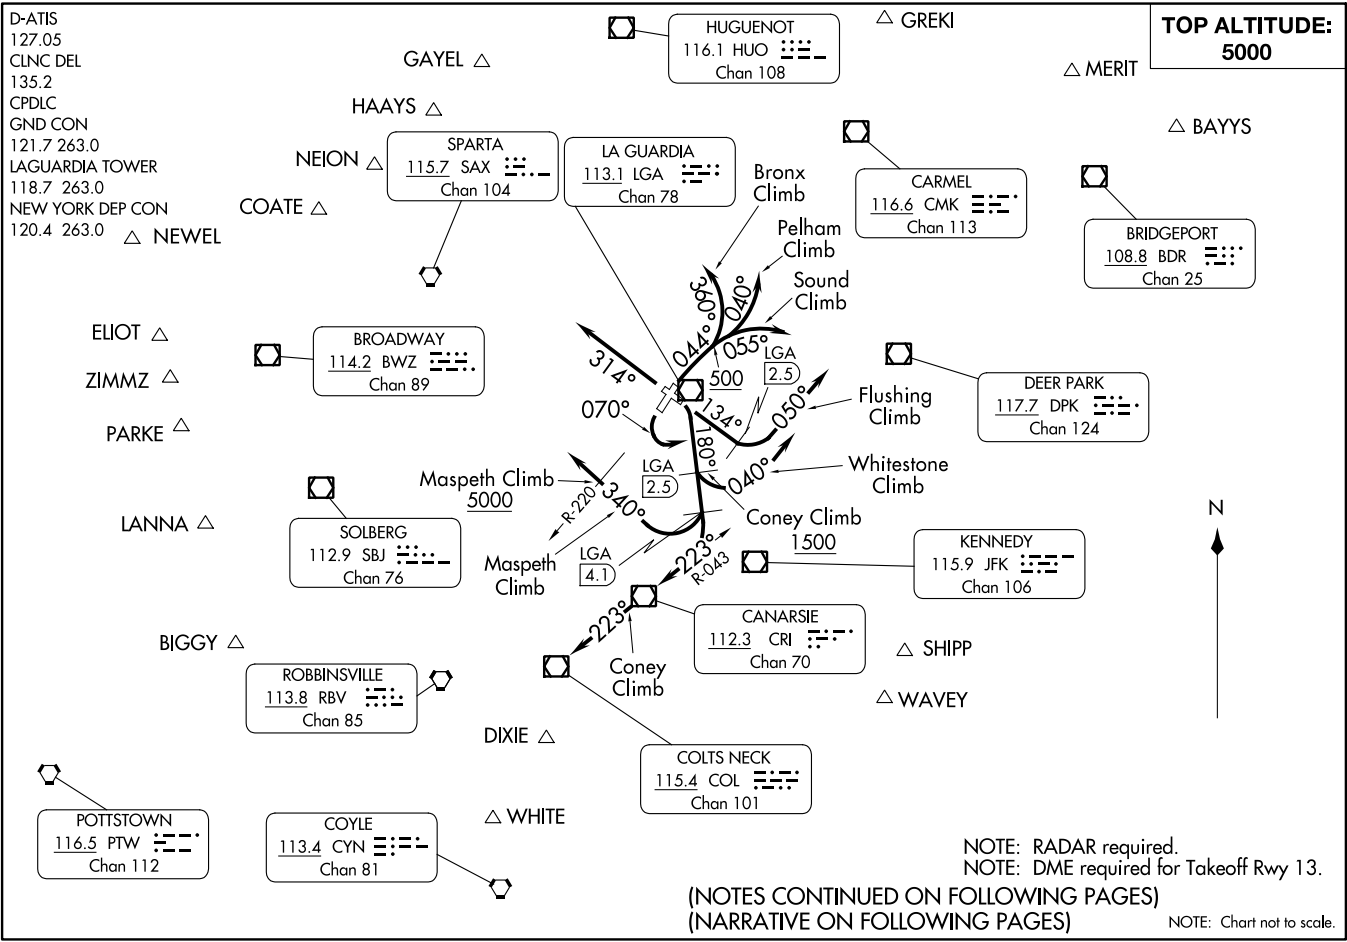 D-ATIS
127.05
CLNC DEL
135.2
CPDLC
GND CON
121.7 263.0
LAGUARDIA TOWER
118.7 263.0
NEW YORK DEP CON
120.4 263.0
TOP ALTITUDE:
5000
HUGUENOT
116.1 HUO
Chan 108
GREKI
GAYEL
MERIT
HAAYS
BAYYS
NEION
SPARTA
115.7 SAX
Chan 104
LA GUARDIA
113.1 LGA
Chan 78
Bronx
Climb
CARMEL
116.6 CMK
Chan 113
COATE
NEWEL
Pelham
Climb
BRIDGEPORT
108.8 BDR
Chan 25
Sound
Climb
360°
040°
044°
055°
500
LGA
2.5
ELIOT
BROADWAY
114.2 BWZ
Chan 89
314°
ZIMMZ
070°
134°
050°
Flushing
Climb
DEER PARK
117.7 DPK
Chan 124
PARKE
180°
LGA
2.5
040°
Whitestone
Climb
Maspeth Climb
5000
R-220
340°
LANNA
Coney Climb
1500
N
SOLBERG
112.9 SBJ
Chan 76
Maspeth
Climb
LGA
4.1
223°
R-043
KENNEDY
115.9 JFK
Chan 106
223°
CANARSIE
112.3 CRI
Chan 70
BIGGY
Coney
Climb
SHIPP
ROBBINSVILLE
113.8 RBV
Chan 85
WAVEY
DIXIE
COLTS NECK
115.4 COL
Chan 101
POTTSTOWN
116.5 PTW
Chan 112
COYLE
113.4 CYN
Chan 81
WHITE
NOTE: RADAR required.
NOTE: DME required for Takeoff Rwy 13.
(NOTES CONTINUED ON FOLLOWING PAGES)
(NARRATIVE ON FOLLOWING PAGES)
NOTE: Chart not to scale.